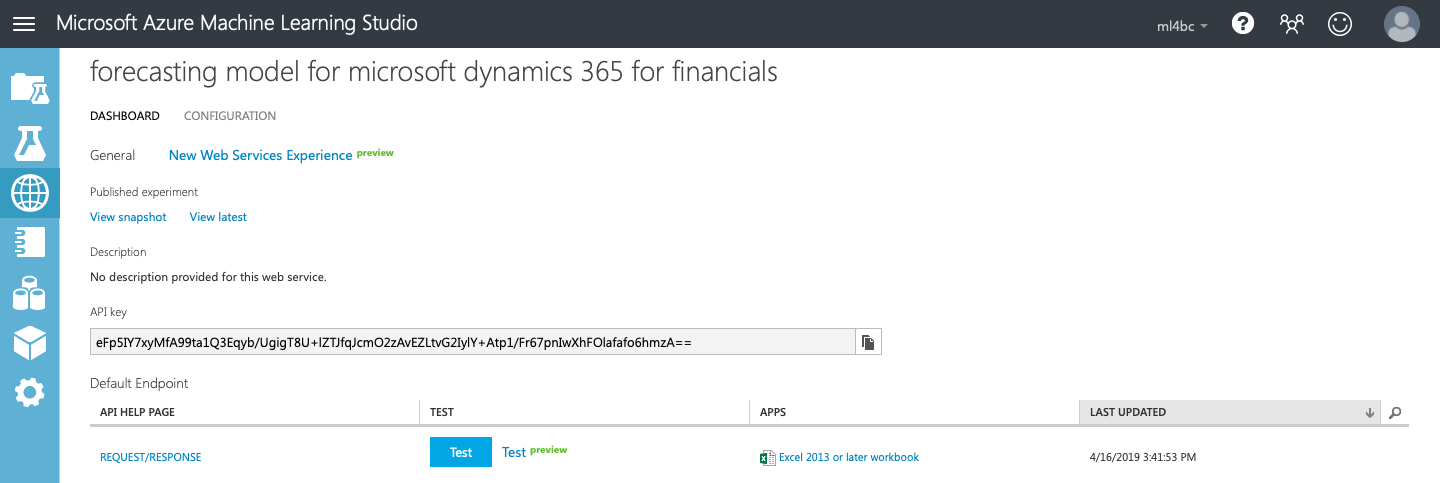 Microsoft Azure Machine Learning Studio
ml4bc
forecasting model for microsoft dynamics 365 for financials
DASHBOARD CONFIGURATION
General New Web Services Experience preview
Published experiment
View snapshot View latest
Description
No description provided for this web service.
API key
eFp5IY7xyMfA99ta1Q3Eqyb/UgigT8U+lZTJfqJcmO2zAvEZLtvG2IylY+Atp1/Fr67pnIwXhFOlafafo6hmzA==
Default Endpoint
API HELP PAGE TEST APPS LAST UPDATED
REQUEST/RESPONSE Test Test preview Excel 2013 or later workbook 4/16/2019 3:41:53 PM